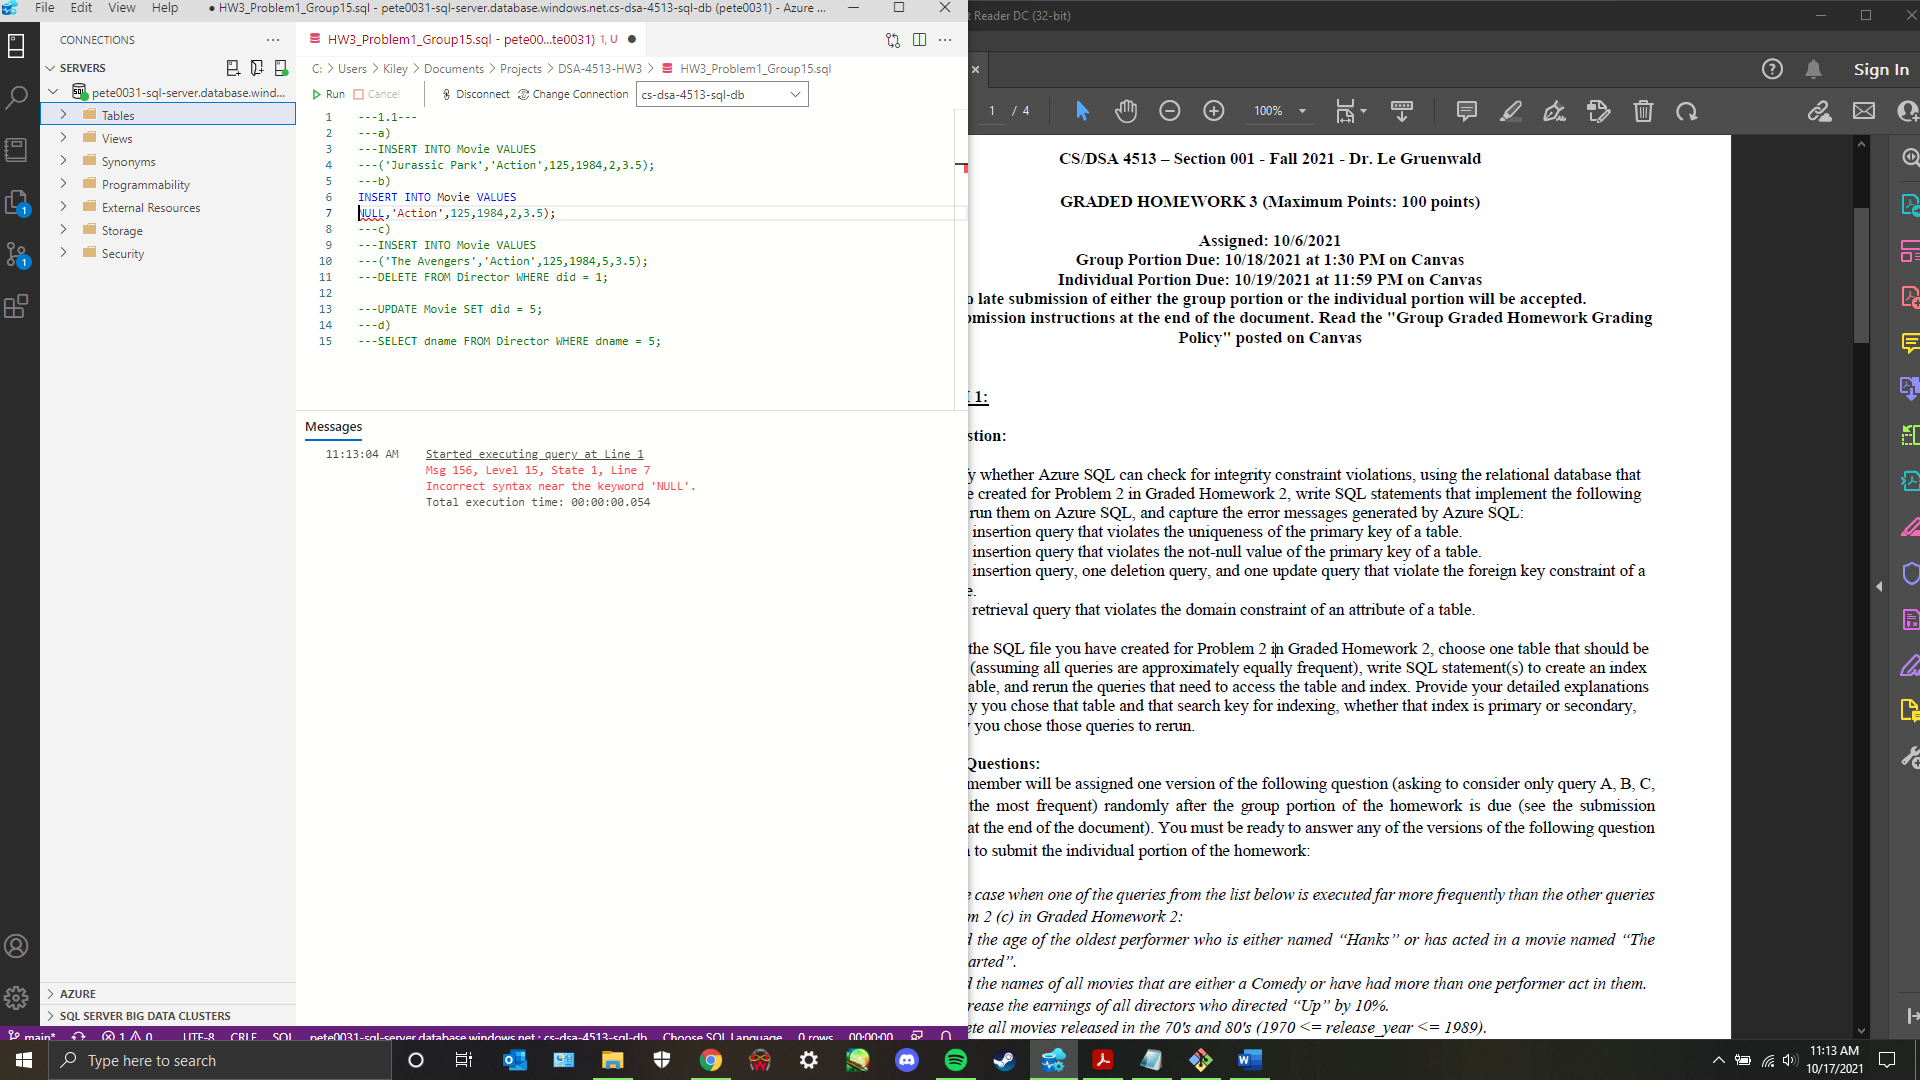 File Edit View Help
● HW3_Problem1_Group15.sql - pete0031-sql-server.database.windows.net.cs-dsa-4513-sql-db (pete0031) - Azure ...
t Reader DC (32-bit)
CONNECTIONS
HW3_Problem1_Group15.sql - pete00...te0031) 1, U ●
SERVERS
C: > Users > Kiley > Documents > Projects > DSA-4513-HW3 > HW3_Problem1_Group15.sql
Sign In
pete0031-sql-server.database.wind...
Run Cancel Disconnect Change Connection cs-dsa-4513-sql-db
1 / 4 100%
Tables
Views
Synonyms
Programmability
External Resources
Storage
Security
1 ---1.1---
2 ---a)
3 ---INSERT INTO Movie VALUES
4 ---('Jurassic Park','Action',125,1984,2,3.5);
5 ---b)
6 INSERT INTO Movie VALUES
7 NULL,'Action',125,1984,2,3.5);
8 ---c)
9 ---INSERT INTO Movie VALUES
10 ---('The Avengers','Action',125,1984,5,3.5);
11 ---DELETE FROM Director WHERE did = 1;
12
13 ---UPDATE Movie SET did = 5;
14 ---d)
15 ---SELECT dname FROM Director WHERE dname = 5;
1
1
Messages
11:13:04 AM Started executing query at Line 1
Msg 156, Level 15, State 1, Line 7
Incorrect syntax near the keyword 'NULL'.
Total execution time: 00:00:00.054
CS/DSA 4513 – Section 001 - Fall 2021 - Dr. Le Gruenwald
GRADED HOMEWORK 3 (Maximum Points: 100 points)
Assigned: 10/6/2021
Group Portion Due: 10/18/2021 at 1:30 PM on Canvas
Individual Portion Due: 10/19/2021 at 11:59 PM on Canvas
o late submission of either the group portion or the individual portion will be accepted.
bmission instructions at the end of the document. Read the "Group Graded Homework Grading
Policy" posted on Canvas
1:
stion:
y whether Azure SQL can check for integrity constraint violations, using the relational database that
e created for Problem 2 in Graded Homework 2, write SQL statements that implement the following
run them on Azure SQL, and capture the error messages generated by Azure SQL:
insertion query that violates the uniqueness of the primary key of a table.
insertion query that violates the not-null value of the primary key of a table.
insertion query, one deletion query, and one update query that violate the foreign key constraint of a
e.
retrieval query that violates the domain constraint of an attribute of a table.
the SQL file you have created for Problem 2 in Graded Homework 2, choose one table that should be
(assuming all queries are approximately equally frequent), write SQL statement(s) to create an index
able, and rerun the queries that need to access the table and index. Provide your detailed explanations
y you chose that table and that search key for indexing, whether that index is primary or secondary,
y you chose those queries to rerun.
Questions:
member will be assigned one version of the following question (asking to consider only query A, B, C,
the most frequent) randomly after the group portion of the homework is due (see the submission
at the end of the document). You must be ready to answer any of the versions of the following question
n to submit the individual portion of the homework:
e case when one of the queries from the list below is executed far more frequently than the other queries
m 2 (c) in Graded Homework 2:
d the age of the oldest performer who is either named “Hanks” or has acted in a movie named “The
arted”.
d the names of all movies that are either a Comedy or have had more than one performer act in them.
rease the earnings of all directors who directed “Up” by 10%.
ete all movies released in the 70's and 80's (1970 <= release_year <= 1989).
AZURE
SQL SERVER BIG DATA CLUSTERS
main* 1 0 UTF-8 CRLF SQL pete0031-sql-server.database.windows.net : cs-dsa-4513-sql-db Choose SQL Language 0 rows 00:00:00
Type here to search
11:13 AM
10/17/2021